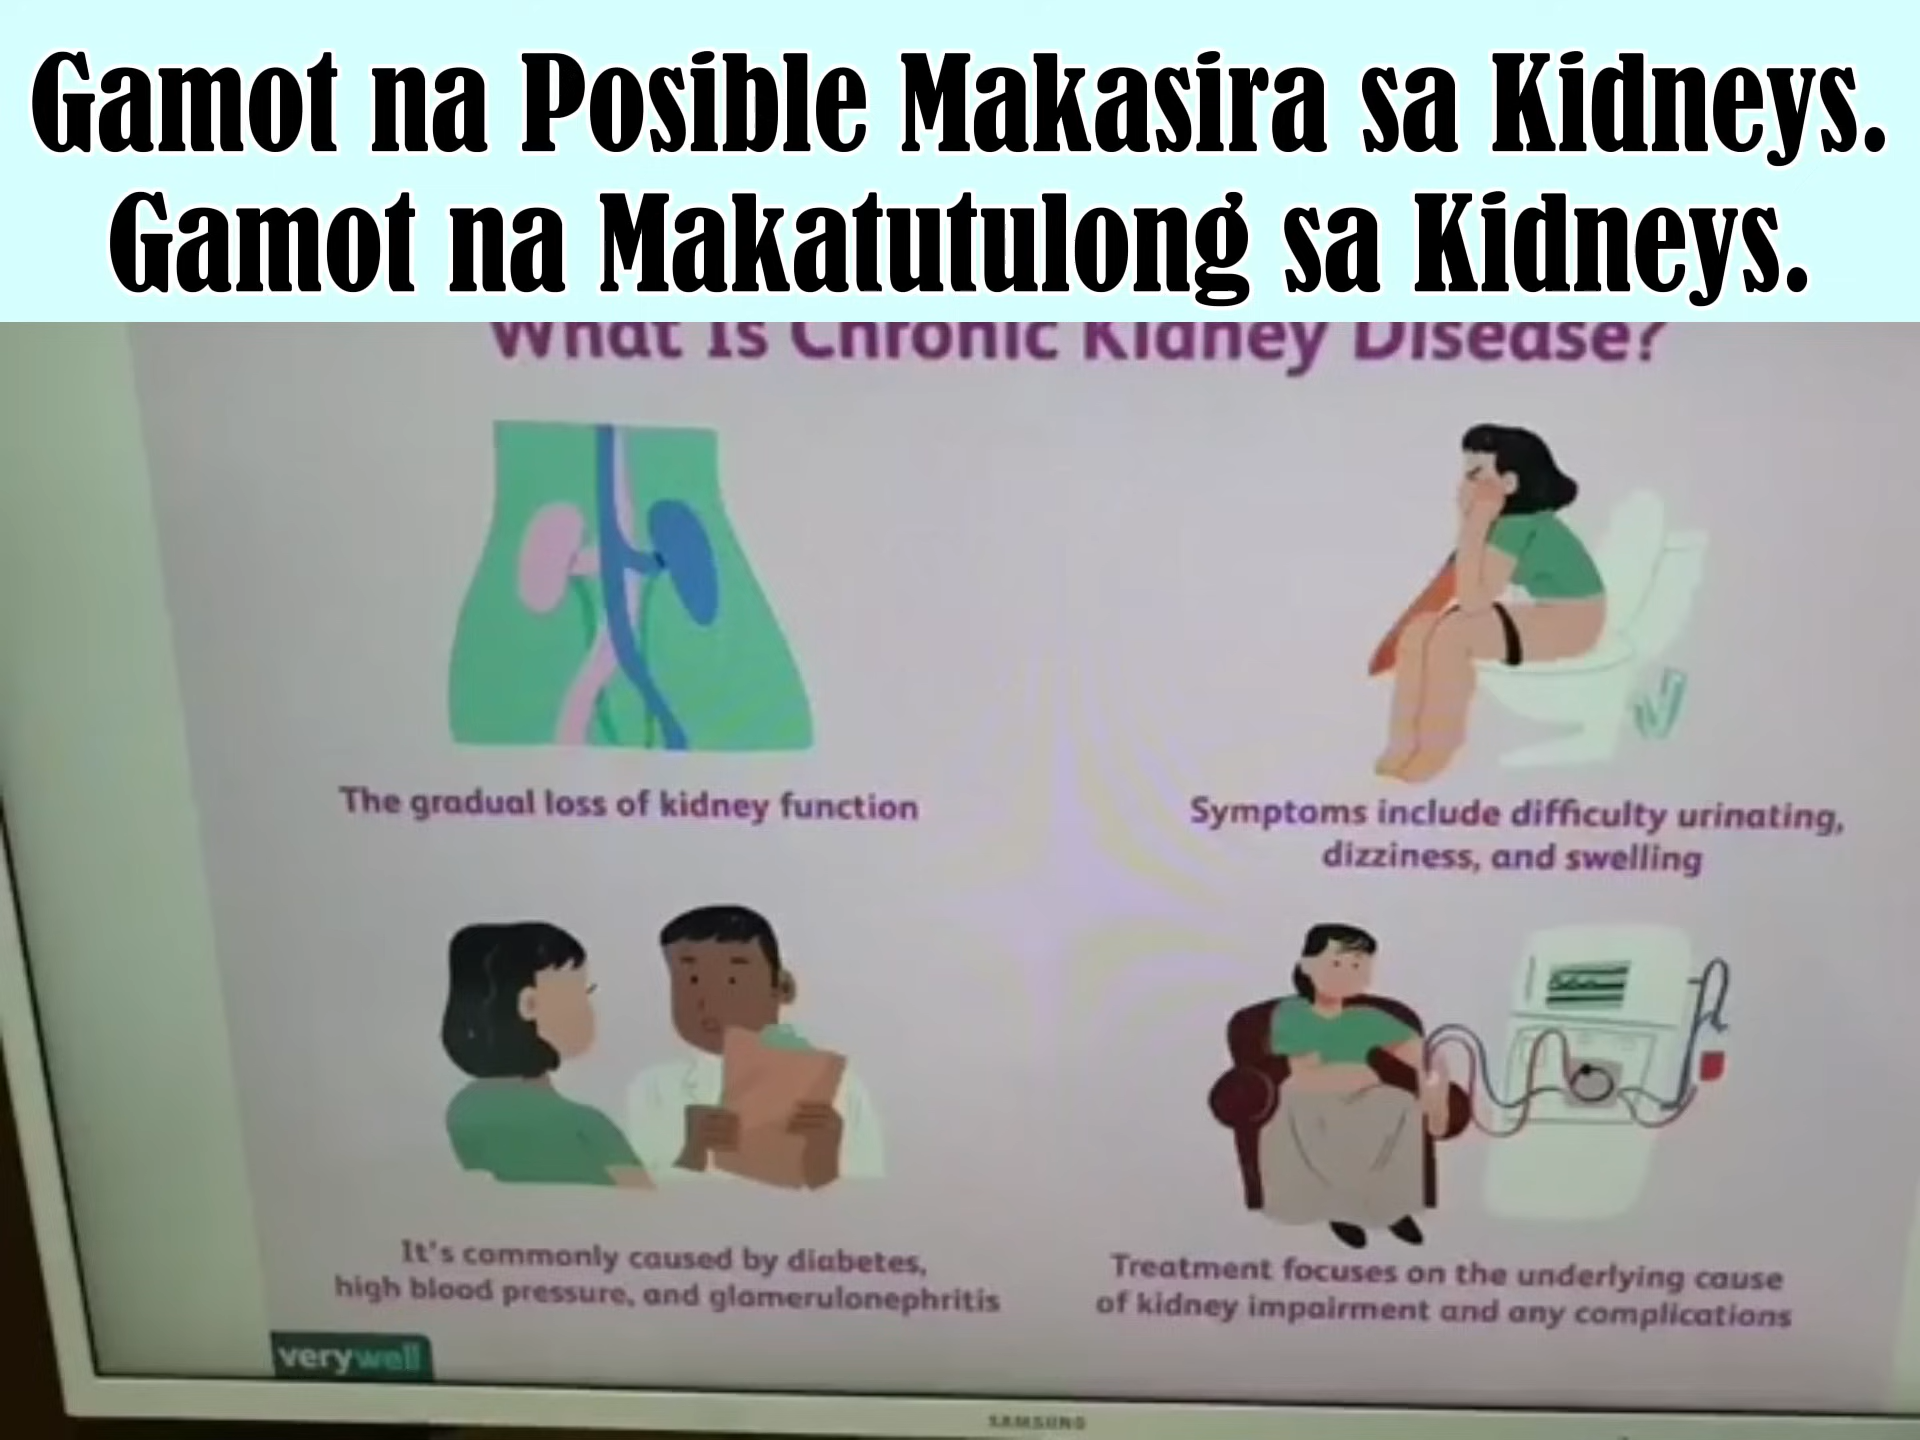 Gamot na Posible Makasira sa Kidneys.
Gamot na Makatutulong sa Kidneys.
What Is Chronic Kidney Disease?
The gradual loss of kidney function
Symptoms include difficulty urinating,
dizziness, and swelling
It's commonly caused by diabetes,
high blood pressure, and glomerulonephritis
Treatment focuses on the underlying cause
of kidney impairment and any complications
verywell
SAMSUNG